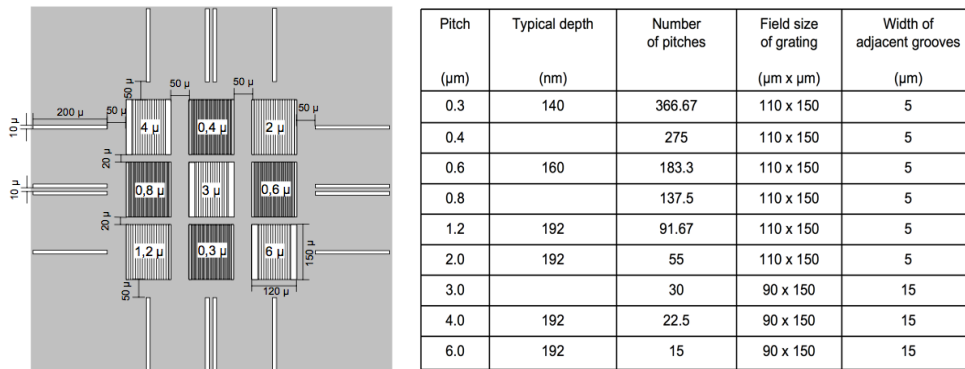 50 µ
50 µ
50 µ
200 µ
50 µ
50 µ
10 µ
4 µ
0,4 µ
2 µ
20 µ
10 µ
0,8 µ
3 µ
0,6 µ
20 µ
1,2 µ
0,3 µ
6 µ
150 µ
50 µ
120 µ
Pitch Typical depth Number Field size Width of
of pitches of grating adjacent grooves
(µm) (nm) (µm x µm) (µm)
0.3 140 366.67 110 x 150 5
0.4 275 110 x 150 5
0.6 160 183.3 110 x 150 5
0.8 137.5 110 x 150 5
1.2 192 91.67 110 x 150 5
2.0 192 55 110 x 150 5
3.0 30 90 x 150 15
4.0 192 22.5 90 x 150 15
6.0 192 15 90 x 150 15